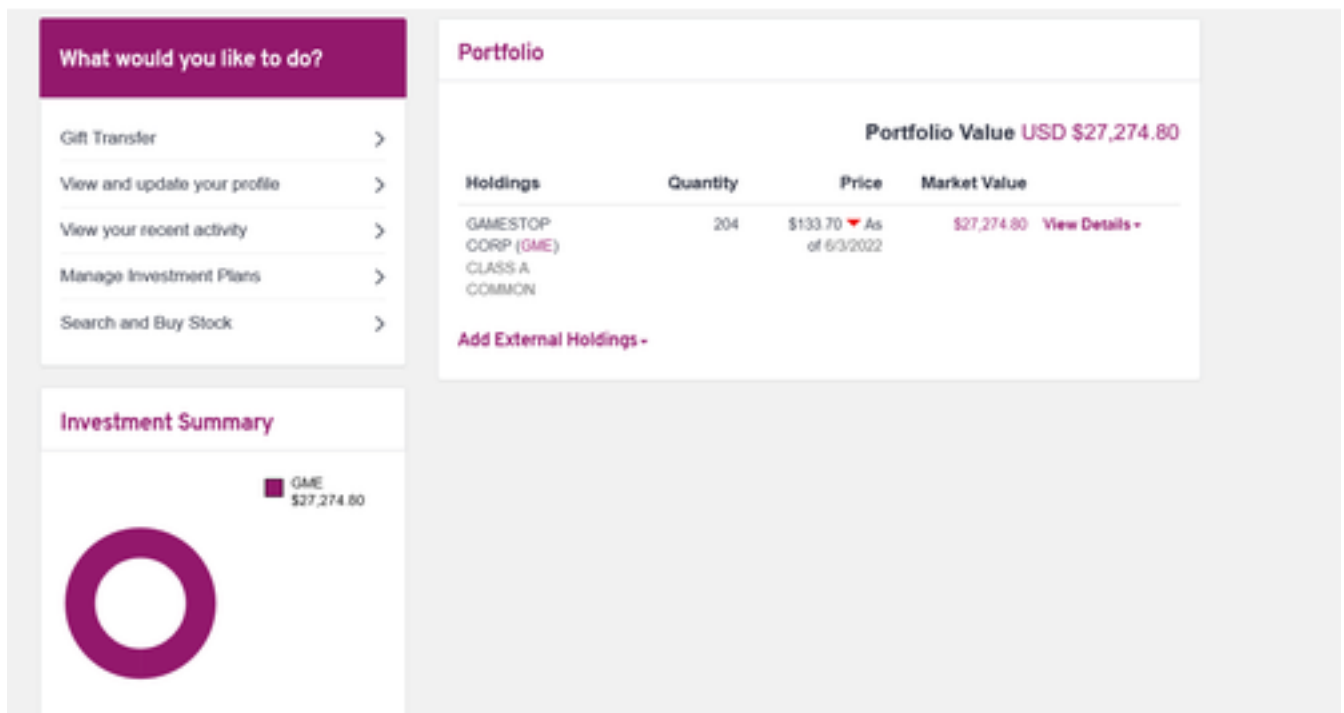 What would you like to do?
Gift Transfer
View and update your profile
View your recent activity
Manage Investment Plans
Search and Buy Stock
Portfolio
Portfolio Value USD $27,274.80
Holdings Quantity Price Market Value
GAMESTOP 204 $133.70 As $27,274.80 View Details
CORP (GME) of 6/3/2022
CLASS A
COMMON
Add External Holdings
Investment Summary
GME
$27,274.80